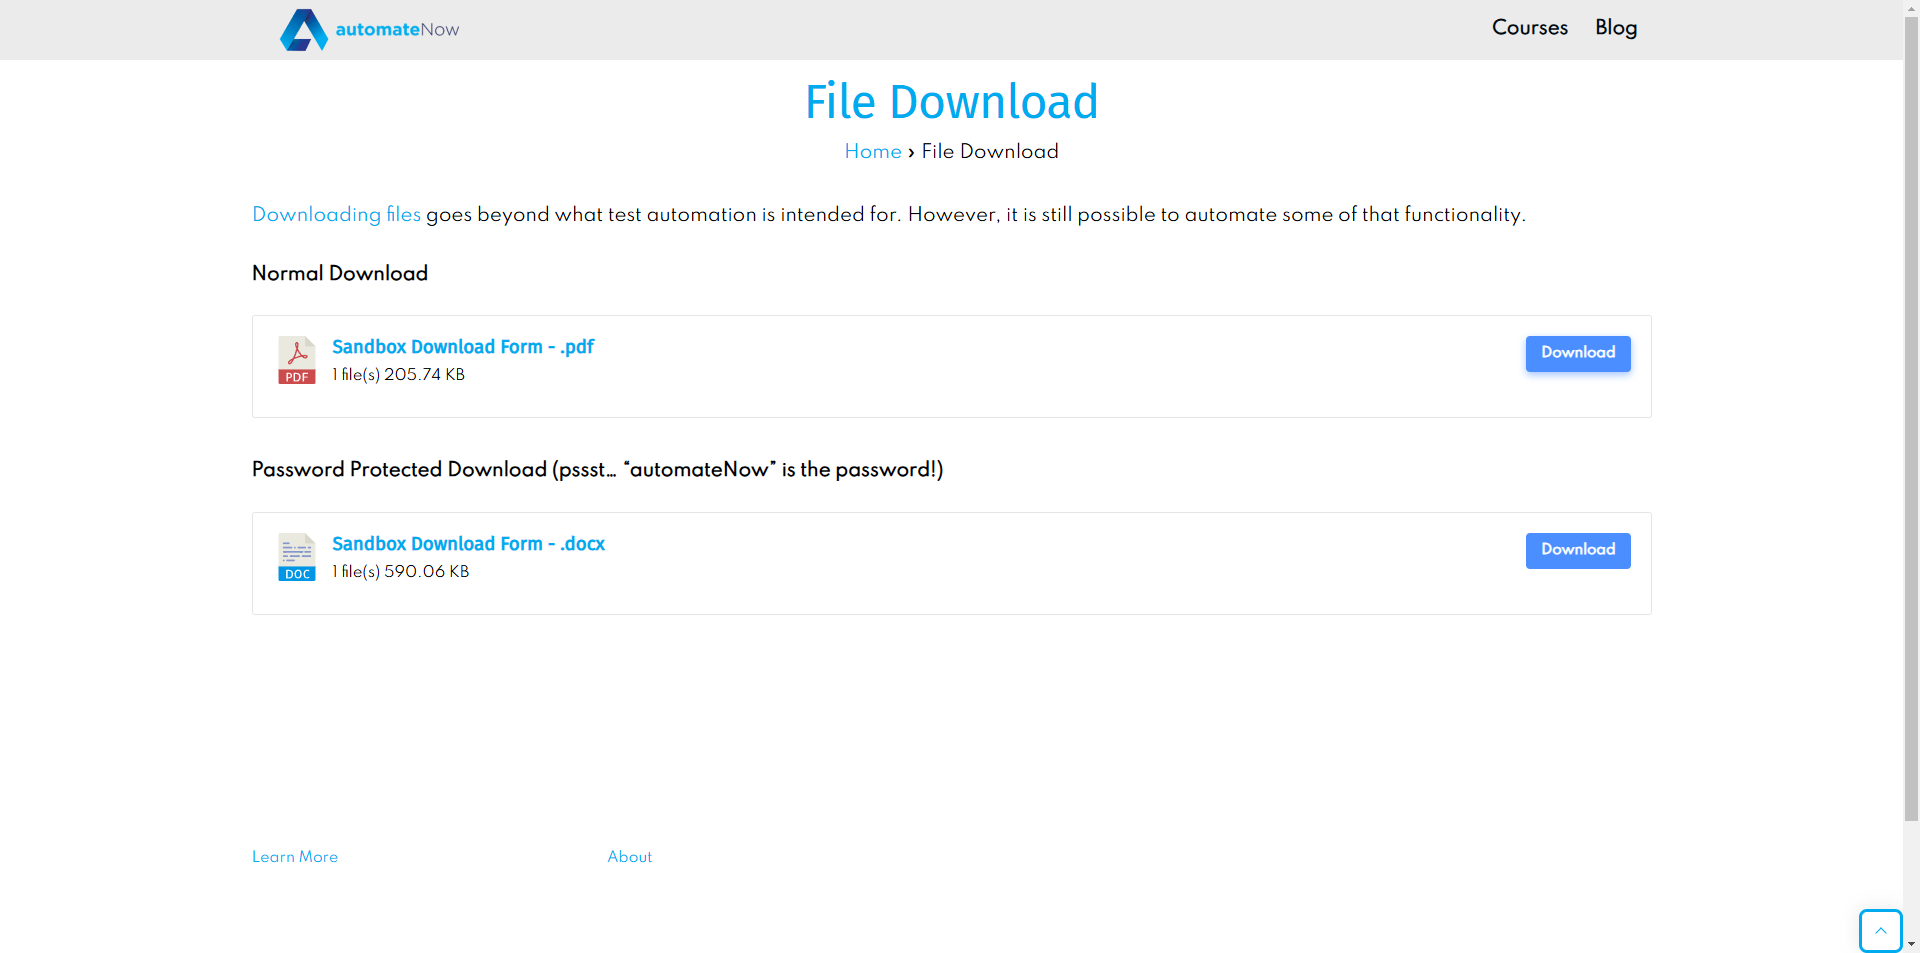 automateNow
Courses Blog
File Download
Home › File Download
Downloading files goes beyond what test automation is intended for. However, it is still possible to automate some of that functionality.
Normal Download
Sandbox Download Form - .pdf
Download
PDF
1 file(s) 205.74 KB
Password Protected Download (pssst… “automateNow” is the password!)
Sandbox Download Form - .docx
Download
DOC
1 file(s) 590.06 KB
Learn More
About